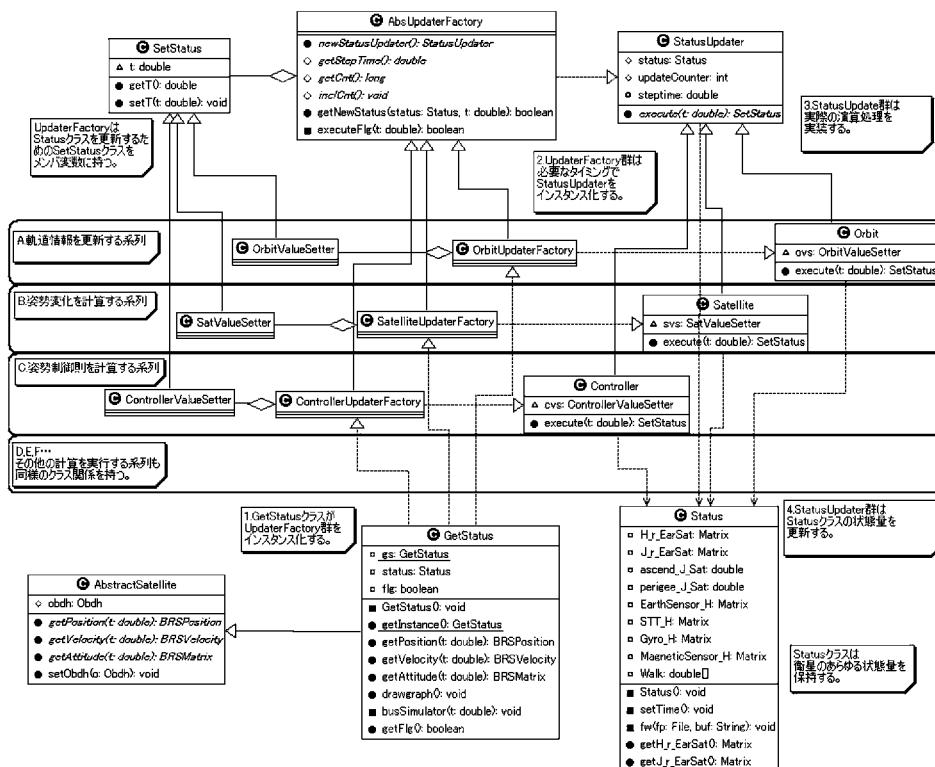 AbsUpdaterFactory
newStatusUpdater(): StatusUpdater
getStepTime(): double
getCnt(): long
inclCnt(): void
getNewStatus(status: Status, t: double): boolean
executeFlg(t: double): boolean
SetStatus
t: double
getT(): double
setT(t: double): void
StatusUpdater
status: Status
updateCounter: int
steptime: double
execute(t: double): SetStatus
UpdaterFactoryは
Statusクラスを更新するた
めのSetStatusクラスを
メンバ変数に持つ。
2.UpdaterFactory群は
必要なタイミングで
StatusUpdaterを
インスタンス化する。
3.StatusUpdate群は
実際の演算処理を
実装する。
A.軌道情報を更新する系列
OrbitValueSetter
OrbitUpdaterFactory
Orbit
ovs: OrbitValueSetter
execute(t: double): SetStatus
B.姿勢変化を計算する系列
SatValueSetter
SatelliteUpdaterFactory
Satellite
svs: SatValueSetter
execute(t: double): SetStatus
C.姿勢制御則を計算する系列
ControllerValueSetter
ControllerUpdaterFactory
Controller
cvs: ControllerValueSetter
execute(t: double): SetStatus
D,E,F…
その他の計算を実行する系列も
同様のクラス関係を持つ。
1.GetStatusクラスが
UpdaterFactory群を
インスタンス化する。
GetStatus
gs: GetStatus
status: Status
flg: boolean
GetStatus(): void
getInstance(): GetStatus
getPosition(t: double): BRSPosition
getVelocity(t: double): BRSVelocity
getAttitude(t: double): BRSMatrix
drawgraph(): void
busSimulator(t: double): void
getFlg(): boolean
AbstractSatellite
obdh: Obdh
getPosition(t: double): BRSPosition
getVelocity(t: double): BRSVelocity
getAttitude(t: double): BRSMatrix
setObdh(o: Obdh): void
Status
H_r_EarSat: Matrix
J_r_EarSat: Matrix
ascend_J_Sat: double
perigee_J_Sat: double
EarthSensor_H: Matrix
STT_H: Matrix
Gyro_H: Matrix
MagneticSensor_H: Matrix
Walk: double[]
Status(): void
setTime(): void
fw(fp: File, buf: String): void
getH_r_EarSat(): Matrix
getJ_r_EarSat(): Matrix
4.StatusUpdater群は
Statusクラスの状態量を
更新する。
Statusクラスは
衛星のあらゆる状態量を
保持する。